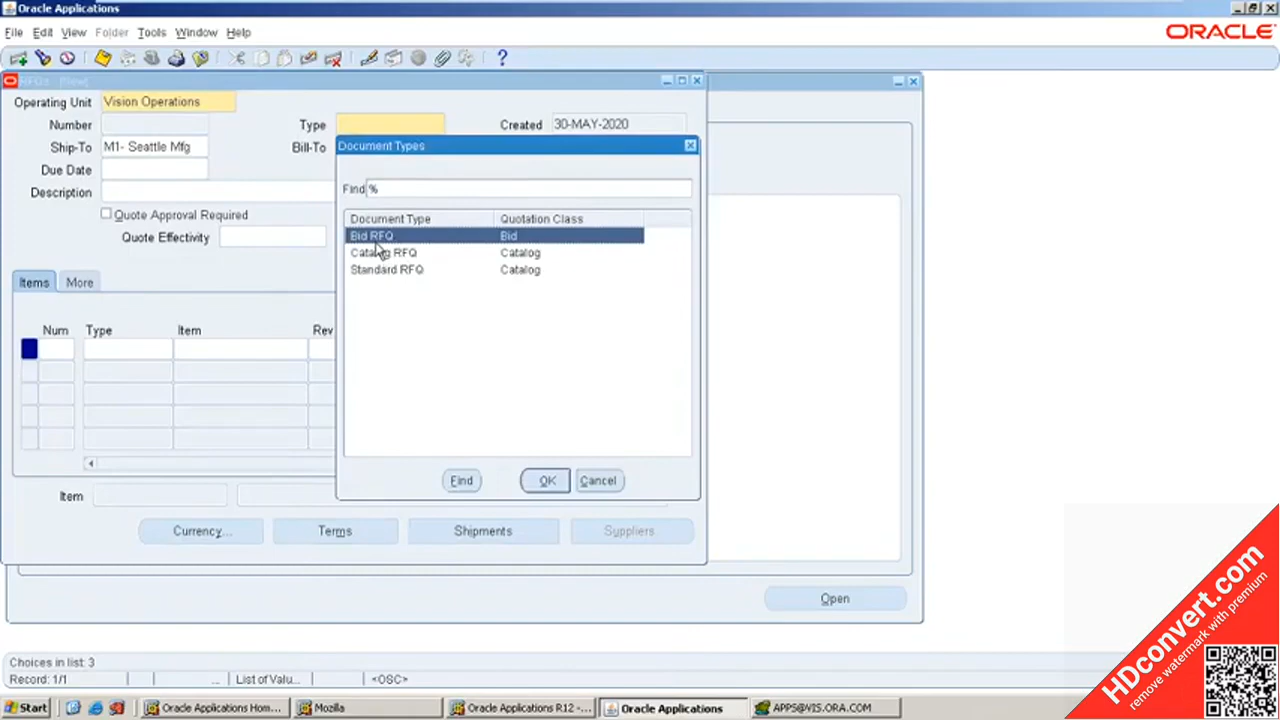 Oracle Applications
File Edit View Folder Tools Window Help
ORACLE
Operating Unit Vision Operations
Number Type Created 30-MAY-2020
Ship-To M1- Seattle Mfg Bill-To
Due Date
Description
Quote Approval Required
Quote Effectivity
Document Types
Find %
Document Type Quotation Class
Bid RFQ Bid
Catalog RFQ Catalog
Standard RFQ Catalog
Find OK Cancel
Items More
Num Type Item Rev
Item
Currency... Terms Shipments Suppliers
Open
Choices in list: 3
Record: 1/1 ... List of Valu... <OSC>
Start Oracle Applications Hom... Mozilla Oracle Applications R12 -... Oracle Applications APPS@VIS.ORA.COM
HDconvert.com
remove watermark with premium